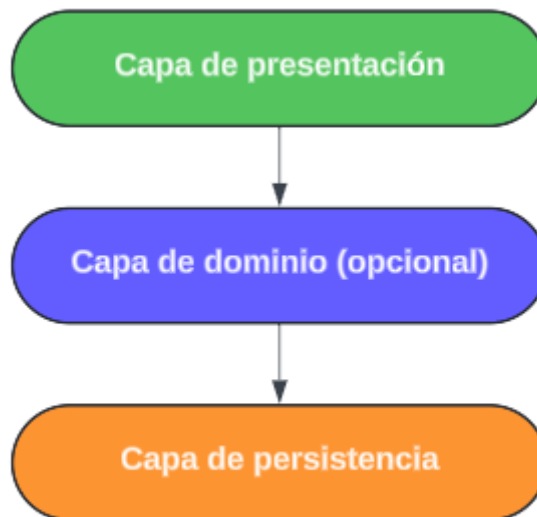 Capa de presentación
Capa de dominio (opcional)
Capa de persistencia